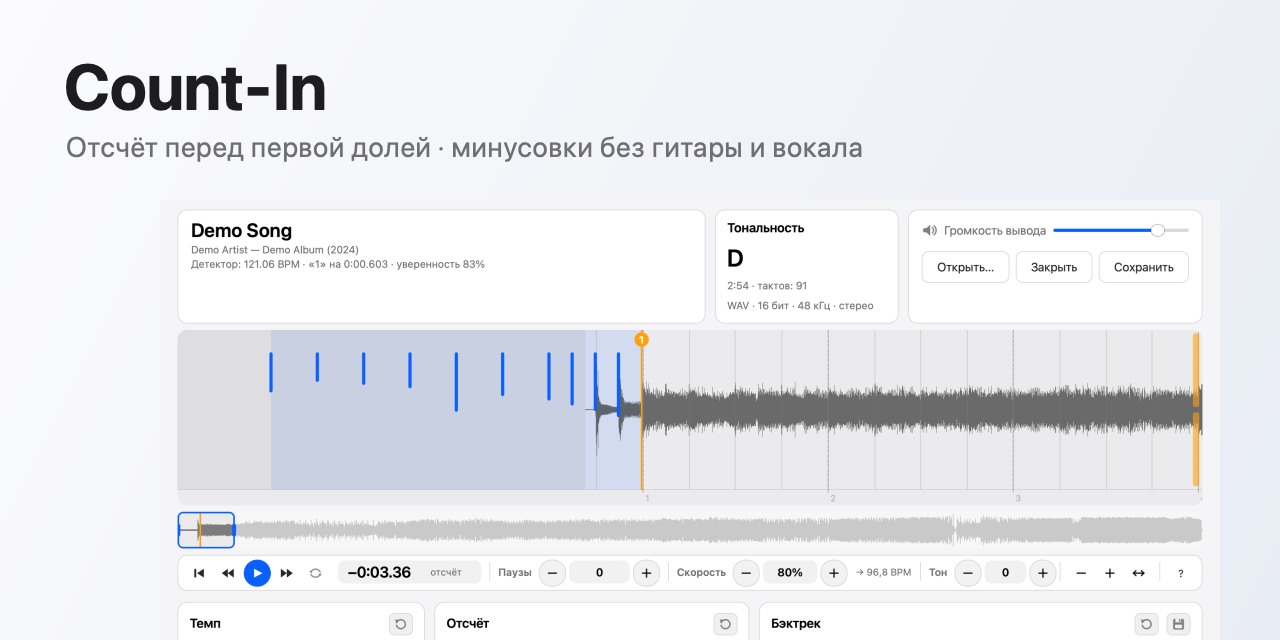 Count-In
Отсчёт перед первой долей · минусовки без гитары и вокала
Demo Song
Demo Artist — Demo Album (2024)
Детектор: 121.06 BPM · «1» на 0:00.603 · уверенность 83%
Тональность
D
2:54 · тактов: 91
WAV · 16 бит · 48 кГц · стерео
Громкость вывода
Открыть...
Закрыть
Сохранить
1
1
2
3
−0:03.36 отсчёт
Паузы − 0 +
Скорость − 80% + → 96,8 BPM
Тон − 0 +
− + ↔ ?
Темп
Отсчёт
Бэктрек